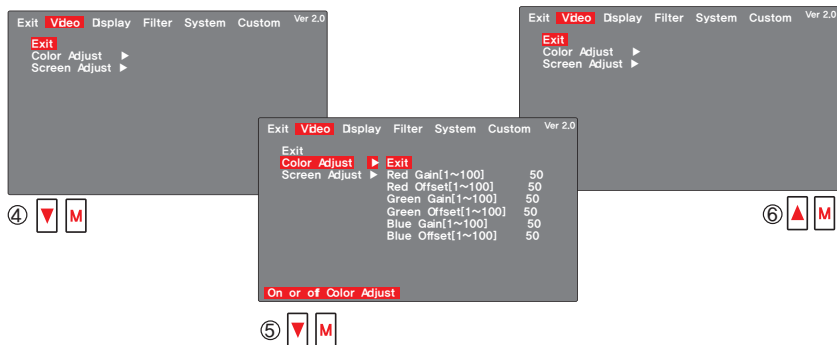 Exit Video Display Filter System Custom Ver 2.0
Exit
Color Adjust ▶
Screen Adjust ▶
④ ▼ M
Exit Video Display Filter System Custom Ver 2.0
Exit
Color Adjust ▶ Exit
Screen Adjust ▶ Red Gain[1~100] 50
Red Offset[1~100] 50
Green Gain[1~100] 50
Green Offset[1~100] 50
Blue Gain[1~100] 50
Blue Offset[1~100] 50
On or of Color Adjust
⑤ ▼ M
Exit Video Display Filter System Custom Ver 2.0
Exit
Color Adjust ▶
Screen Adjust ▶
⑥ ▲ M